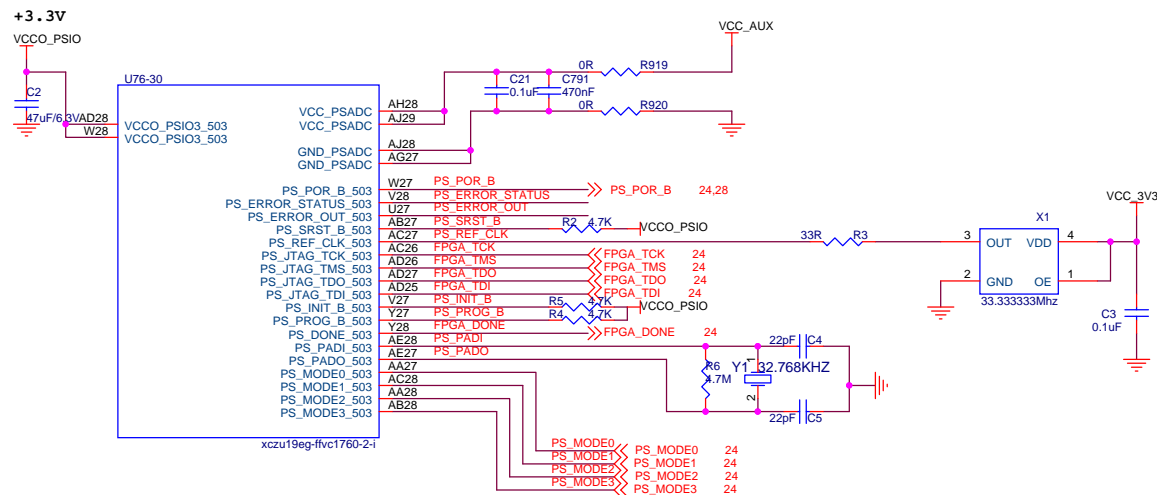 +3.3V
VCCO_PSIO
C2
47uF/6.3V
U76-30
AD28 VCCO_PSIO3_503
W28 VCCO_PSIO3_503
VCC_PSADC AH28
VCC_PSADC AJ29
GND_PSADC AJ28
GND_PSADC AG27
C21
0.1uF
C791
470nF
0R R919
0R R920
VCC_AUX
PS_POR_B_503 W27 PS_POR_B PS_POR_B 24,28
PS_ERROR_STATUS_503 V28 PS_ERROR_STATUS
PS_ERROR_OUT_503 U27 PS_ERROR_OUT
PS_SRST_B_503 AB27 PS_SRST_B R2 4.7K VCCO_PSIO
PS_REF_CLK_503 AC27 PS_REF_CLK 33R R3
PS_JTAG_TCK_503 AC26 FPGA_TCK FPGA_TCK 24
PS_JTAG_TMS_503 AD26 FPGA_TMS FPGA_TMS 24
PS_JTAG_TDO_503 AD27 FPGA_TDO FPGA_TDO 24
PS_JTAG_TDI_503 AD25 FPGA_TDI FPGA_TDI 24
PS_INIT_B_503 V27 PS_INIT_B R5 4.7K VCCO_PSIO
PS_PROG_B_503 Y27 PS_PROG_B R4 4.7K
PS_DONE_503 Y28 FPGA_DONE FPGA_DONE 24
PS_PADI_503 AE28 PS_PADI
PS_PADO_503 AE27 PS_PADO
PS_MODE0_503 AA27
PS_MODE1_503 AC28
PS_MODE2_503 AA28
PS_MODE3_503 AB28
xczu19eg-ffvc1760-2-i
22pF C4
R6
4.7M
1
Y1 32.768KHZ
2
22pF C5
PS_MODE0 PS_MODE0 24
PS_MODE1 PS_MODE1 24
PS_MODE2 PS_MODE2 24
PS_MODE3 PS_MODE3 24
VCC_3V3
X1
3 OUT VDD 4
2 GND OE 1
33.333333Mhz
C3
0.1uF